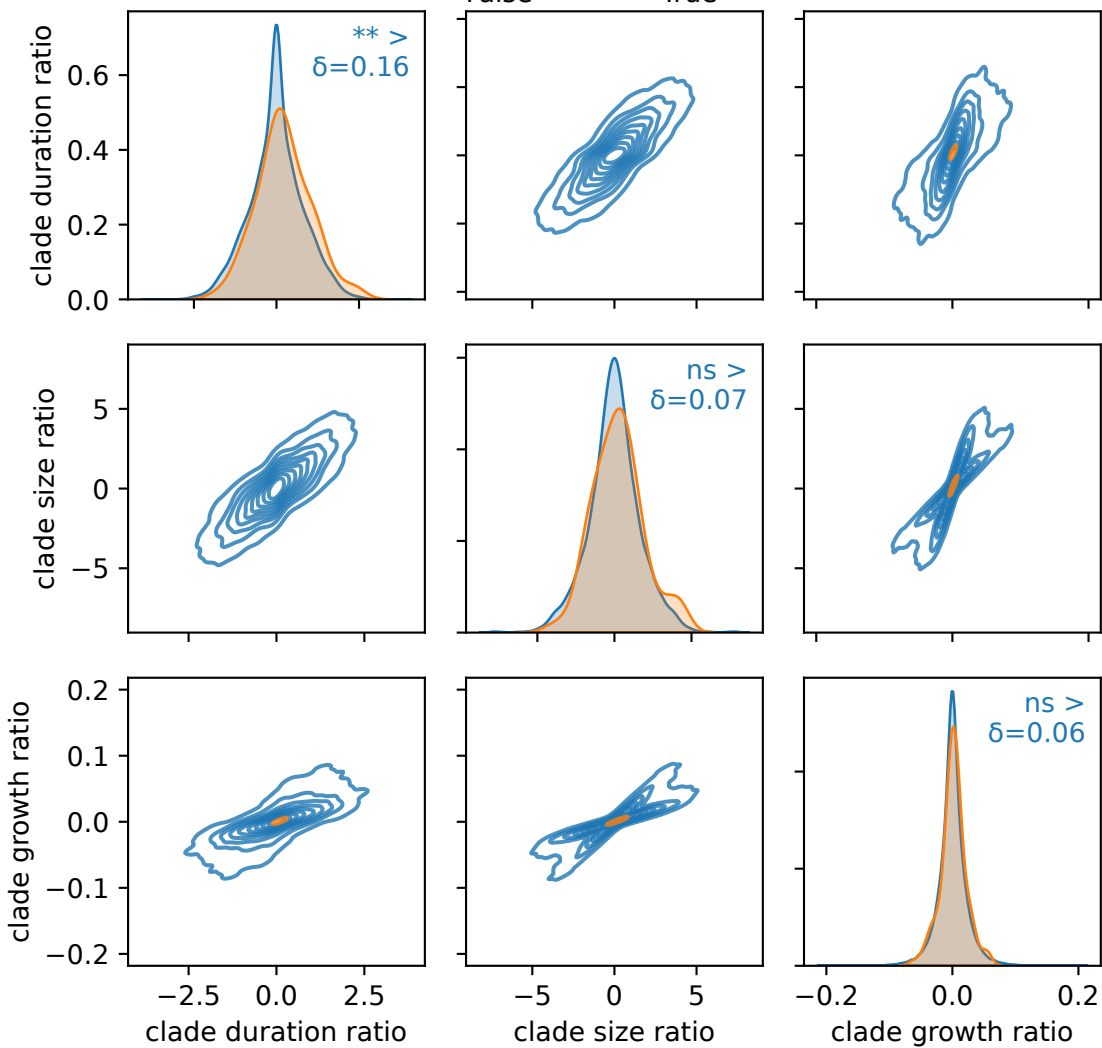 False True
clade duration ratio
0.6
0.4
0.2
0.0
** >
δ=0.16
clade size ratio
5
0
−5
ns >
δ=0.07
clade growth ratio
0.2
0.1
0.0
−0.1
−0.2
ns >
δ=0.06
−2.5 0.0 2.5
−5 0 5
−0.2 0.0 0.2
clade duration ratio
clade size ratio
clade growth ratio